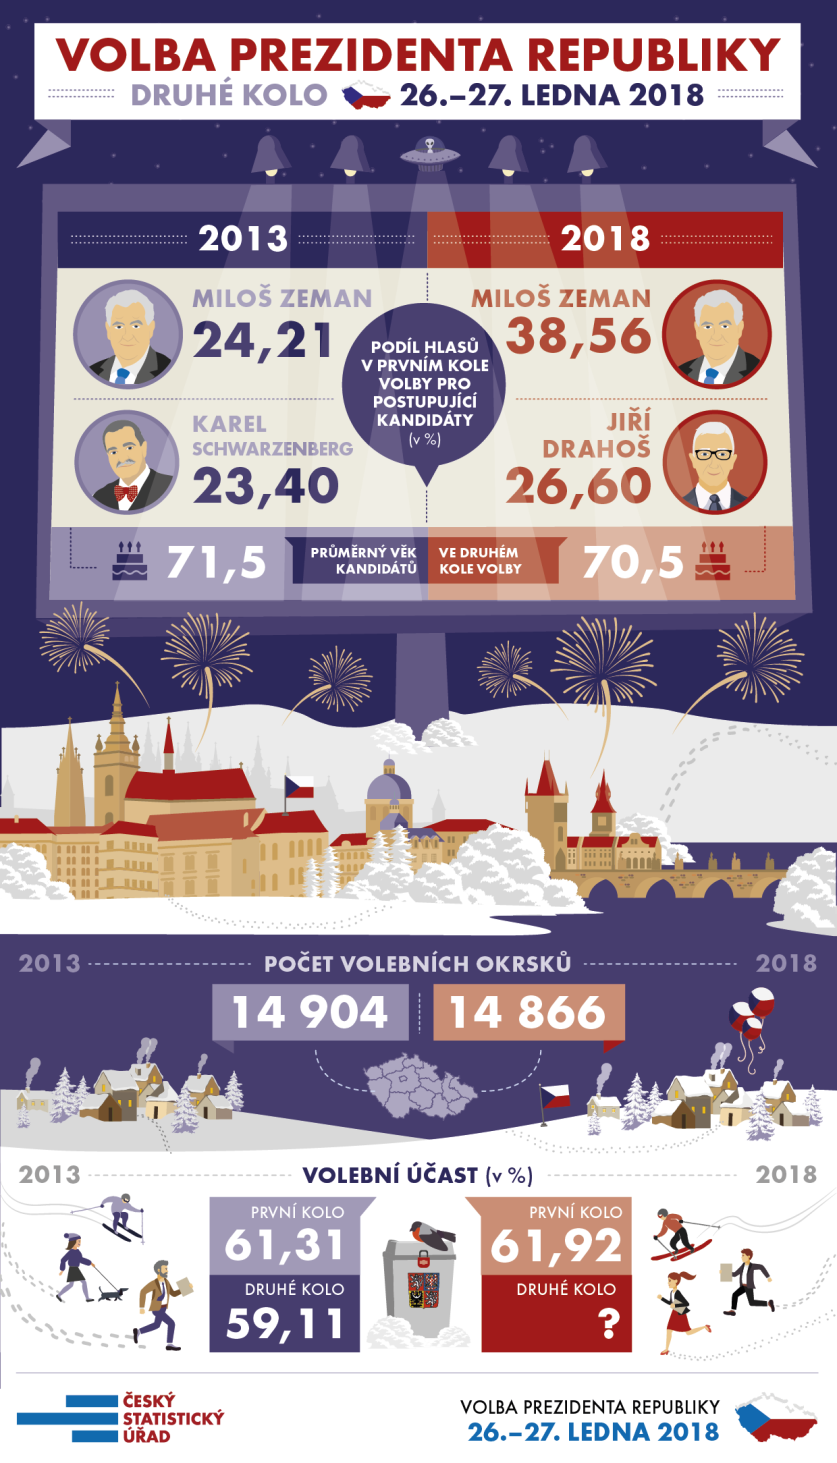 VOLBA PREZIDENTA REPUBLIKY
DRUHÉ KOLO 26.–27. LEDNA 2018
2013
2018
MILOŠ ZEMAN
24,21
KAREL
SCHWARZENBERG
23,40
PODÍL HLASŮ
V PRVNÍM KOLE
VOLBY PRO
POSTUPUJÍCÍ
KANDIDÁTY
(v %)
MILOŠ ZEMAN
38,56
JIŘÍ
DRAHOŠ
26,60
71,5
PRŮMĚRNÝ VĚK
KANDIDÁTŮ
VE DRUHÉM
KOLE VOLBY
70,5
2013 POČET VOLEBNÍCH OKRSKŮ 2018
14 904
14 866
2013 VOLEBNÍ ÚČAST (v %) 2018
PRVNÍ KOLO
61,31
DRUHÉ KOLO
59,11
PRVNÍ KOLO
61,92
DRUHÉ KOLO
?
ČESKÝ
STATISTICKÝ
ÚŘAD
VOLBA PREZIDENTA REPUBLIKY
26.–27. LEDNA 2018